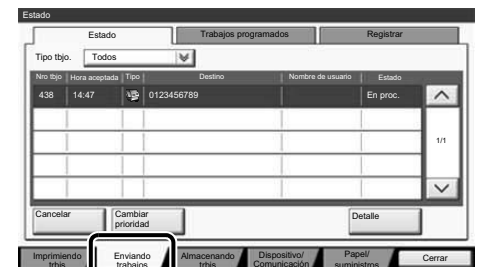 Estado
Estado
Trabajos programados
Registrar
Tipo tbjo. Todos
Nro tbjo Hora aceptada Tipo Destino Nombre de usuario Estado
438 14:47 0123456789 En proc.
1/1
Cancelar
Cambiar
prioridad
Detalle
Imprimiendo
trbjs
Enviando
trabajos
Almacenando
trbjs
Dispositivo/
Comunicación
Papel/
suministros
Cerrar